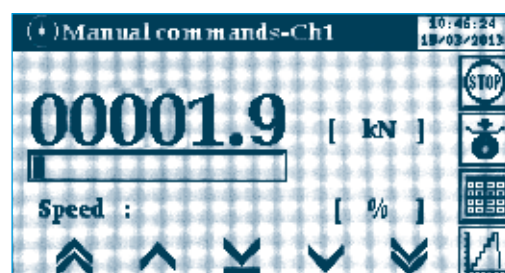 Manual commands-Ch1
10:46:24
15/03/2013
STOP
00001.9 [ kN ]
Speed : [ % ]